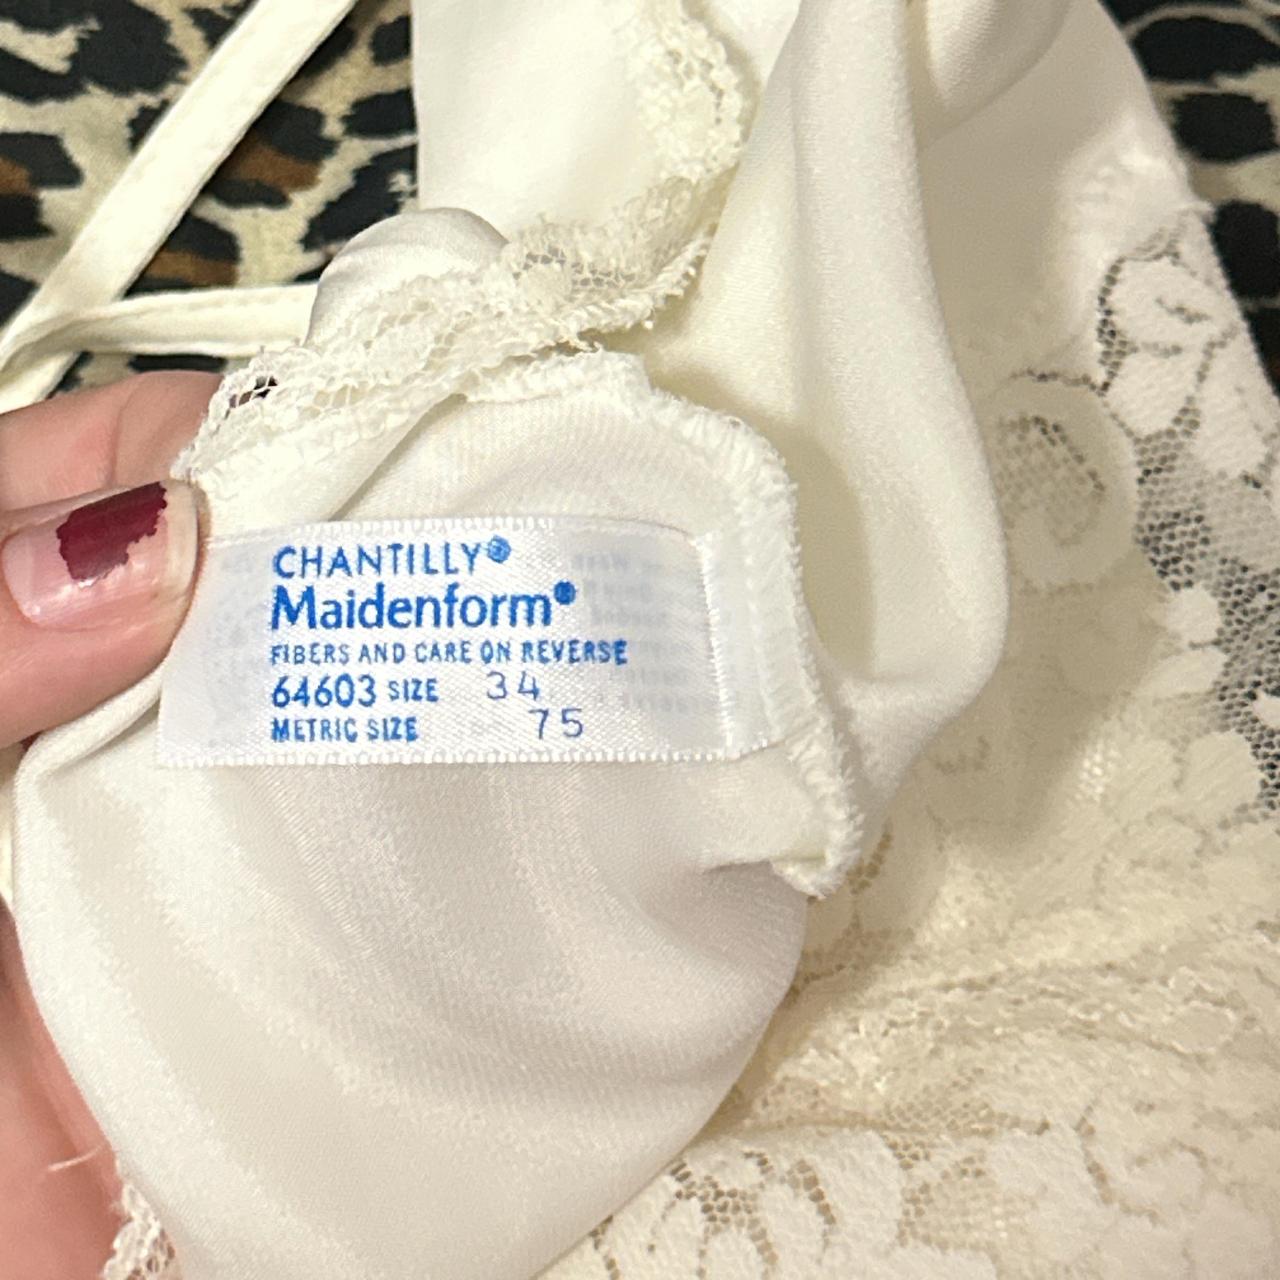 CHANTILLY®
Maidenform®
FIBERS AND CARE ON REVERSE
64603 SIZE 34
METRIC SIZE 75